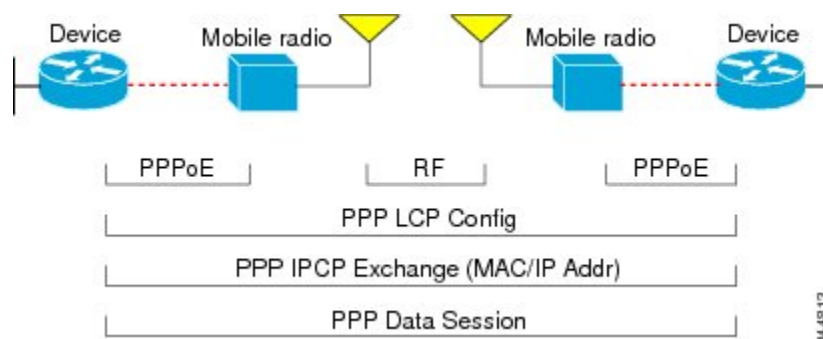 Device
Mobile radio
Mobile radio
Device
PPPoE
RF
PPPoE
PPP LCP Config
PPP IPCP Exchange (MAC/IP Addr)
PPP Data Session